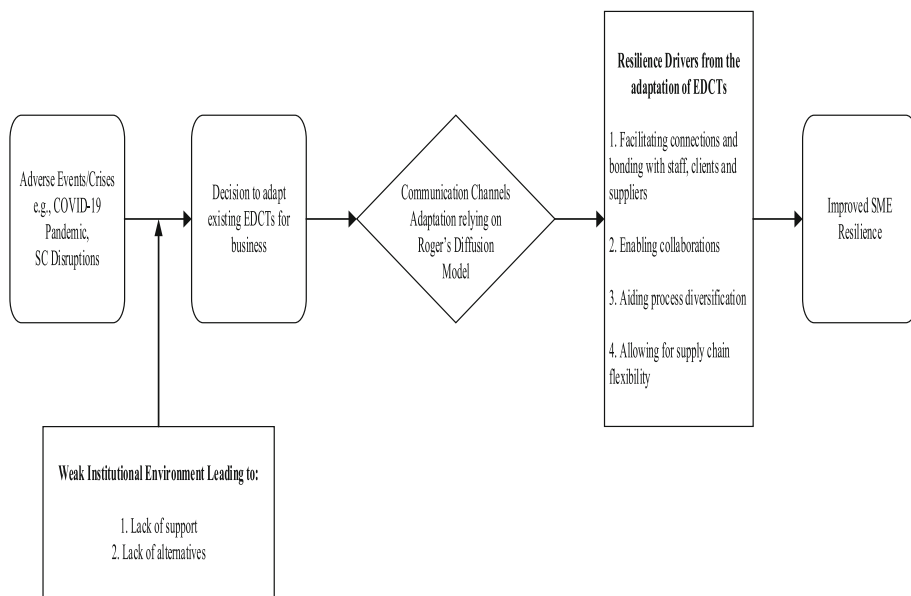 Adverse Events/Crises
e.g., COVID-19
Pandemic,
SC Disruptions
Decision to adapt
existing EDCTs for
business
Communication Channels
Adaptation relying on
Roger's Diffusion
Model
Resilience Drivers from the
adaptation of EDCTs
1. Facilitating connections and
bonding with staff, clients and
suppliers
2. Enabling collaborations
3. Aiding process diversification
4. Allowing for supply chain
flexibility
Improved SME
Resilience
Weak Institutional Environment Leading to:
1. Lack of support
2. Lack of alternatives